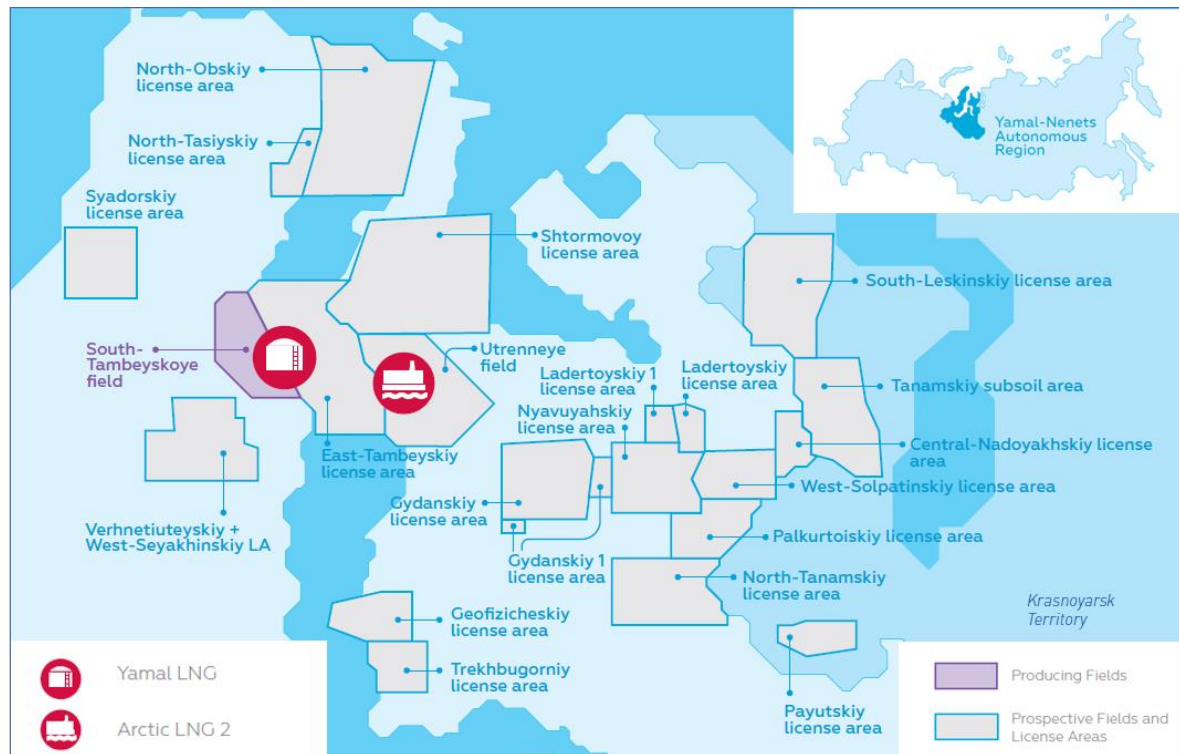 North-Obskiy
license area
North-Tasiyskiy
license area
Syadorskiy
license area
Shtormovoy
license area
Yamal-Nenets
Autonomous
Region
South-Leskinskiy license area
South-
Tambeyskoye
field
Utrenneye
field
Ladertoyskiy 1
license area
Ladertoyskiy
license area
Tanamskiy subsoil area
Nyavuyahskiy
license area
Central-Nadoyakhskiy license
area
East-Tambeyskiy
license area
West-Solpatinskiy license area
Gydanskiy
license area
Verhnetiuteyskiy +
West-Seyakhinskiy LA
Palkurtoiskiy license area
Gydanskiy 1
license area
North-Tanamskiy
license area
Geofizicheskiy
license area
Krasnoyarsk
Territory
Trekhbugorniy
license area
Payutskiy
license area
Yamal LNG
Arctic LNG 2
Producing Fields
Prospective Fields and
License Areas